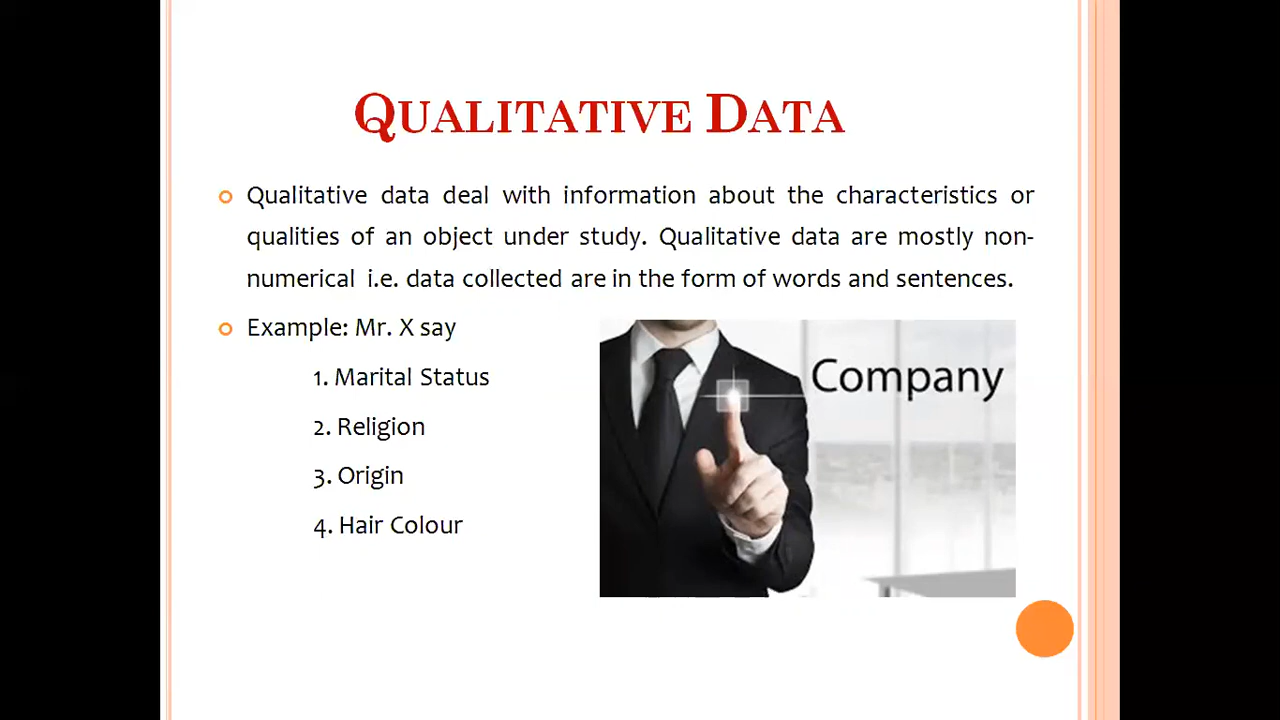 QUALITATIVE DATA
Qualitative data deal with information about the characteristics or
qualities of an object under study. Qualitative data are mostly non-
numerical i.e. data collected are in the form of words and sentences.
Example: Mr. X say
1. Marital Status
2. Religion
3. Origin
4. Hair Colour
Company